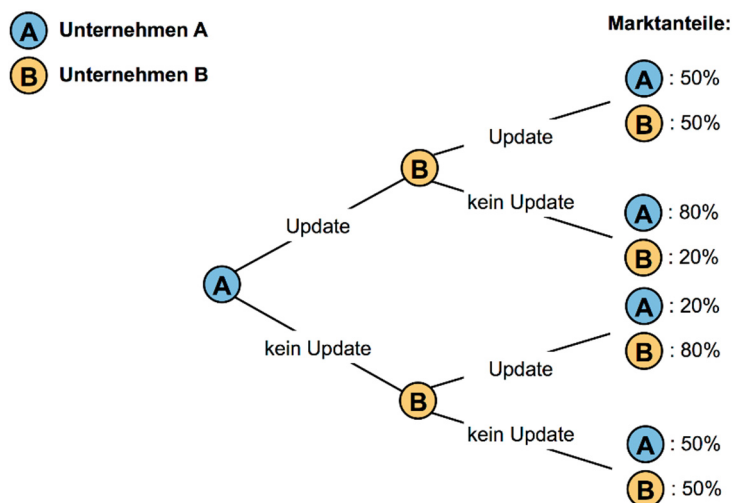 A Unternehmen A
B Unternehmen B
Marktanteile:
A : 50%
B : 50%
Update
B
kein Update
A : 80%
B : 20%
Update
A
kein Update
A : 20%
B : 80%
Update
B
kein Update
A : 50%
B : 50%